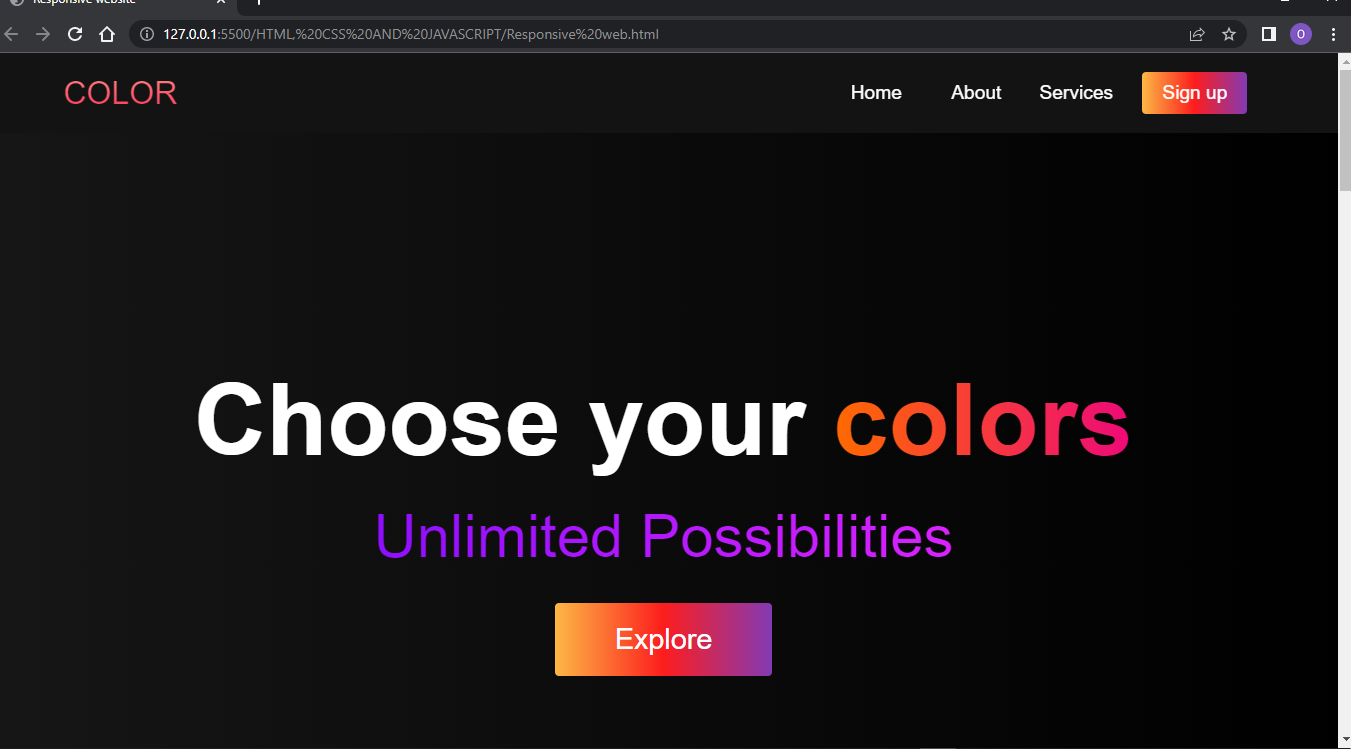 Responsive website
127.0.0.1:5500/HTML,%20CSS%20AND%20JAVASCRIPT/Responsive%20web.html
O
COLOR
Home About Services Sign up
Choose your colors
Unlimited Possibilities
Explore